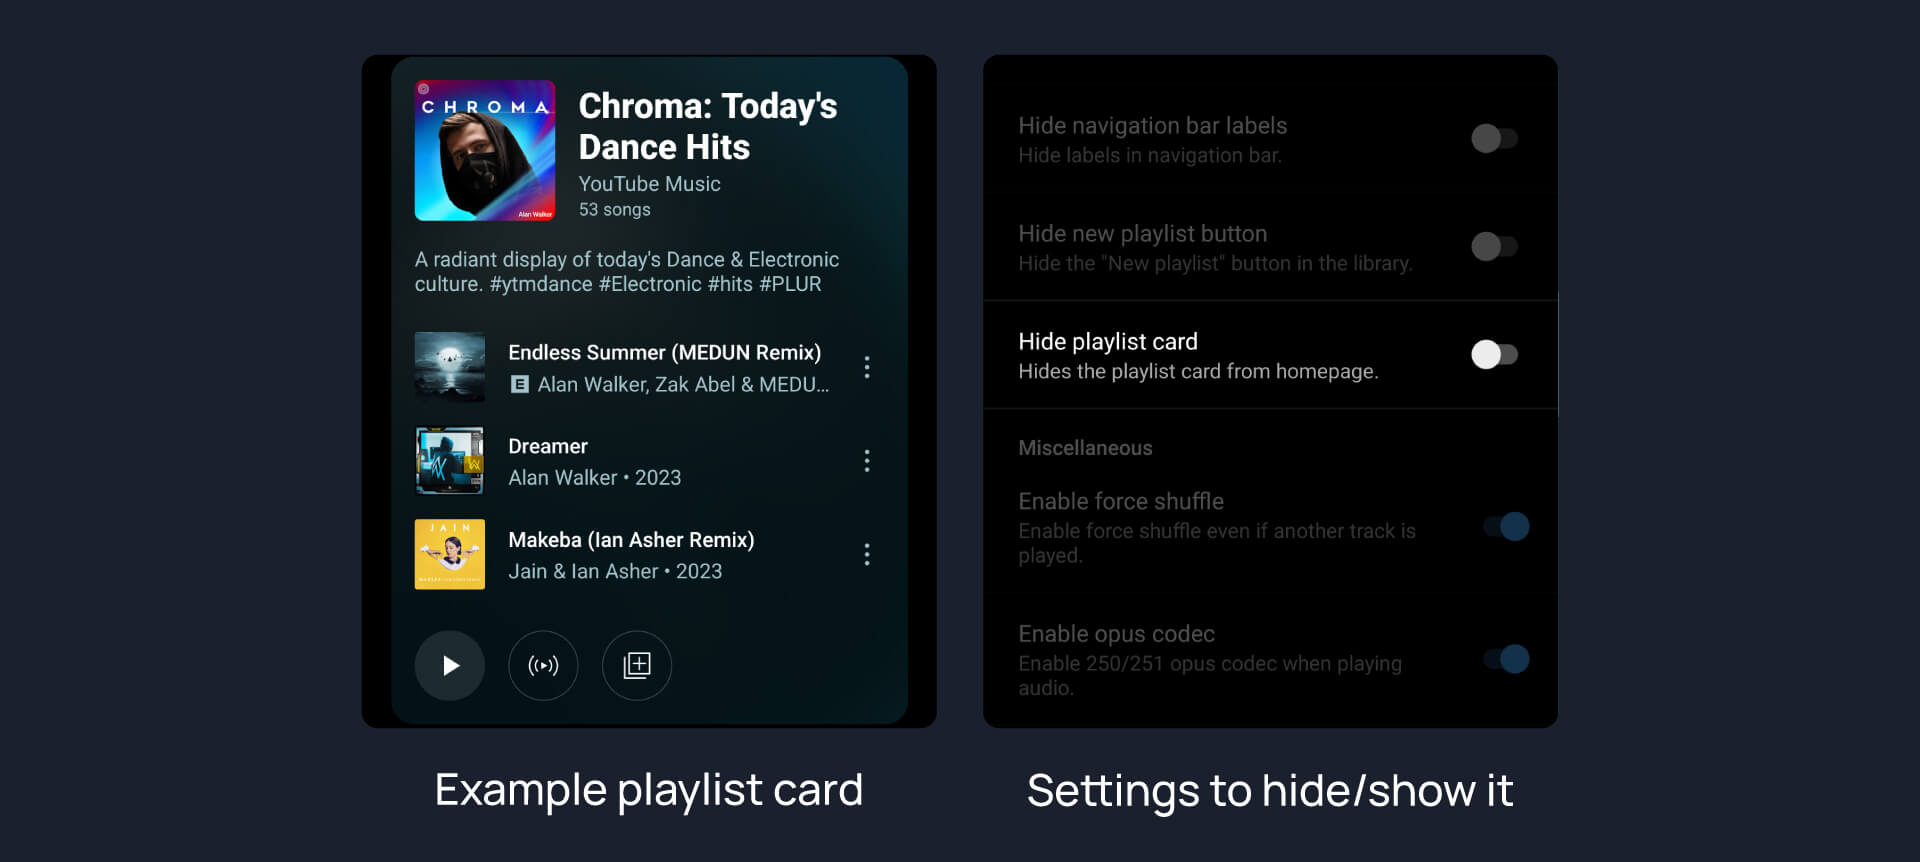 CHROMA
Alan Walker
Chroma: Today's
Dance Hits
YouTube Music
53 songs
A radiant display of today's Dance & Electronic
culture. #ytmdance #Electronic #hits #PLUR
Endless Summer (MEDUN Remix)
E Alan Walker, Zak Abel & MEDU...
Dreamer
Alan Walker • 2023
JAIN
Makeba (Ian Asher Remix)
Jain & Ian Asher • 2023
Example playlist card
Hide navigation bar labels
Hide labels in navigation bar.
Hide new playlist button
Hide the "New playlist" button in the library.
Hide playlist card
Hides the playlist card from homepage.
Miscellaneous
Enable force shuffle
Enable force shuffle even if another track is
played.
Enable opus codec
Enable 250/251 opus codec when playing
audio.
Settings to hide/show it